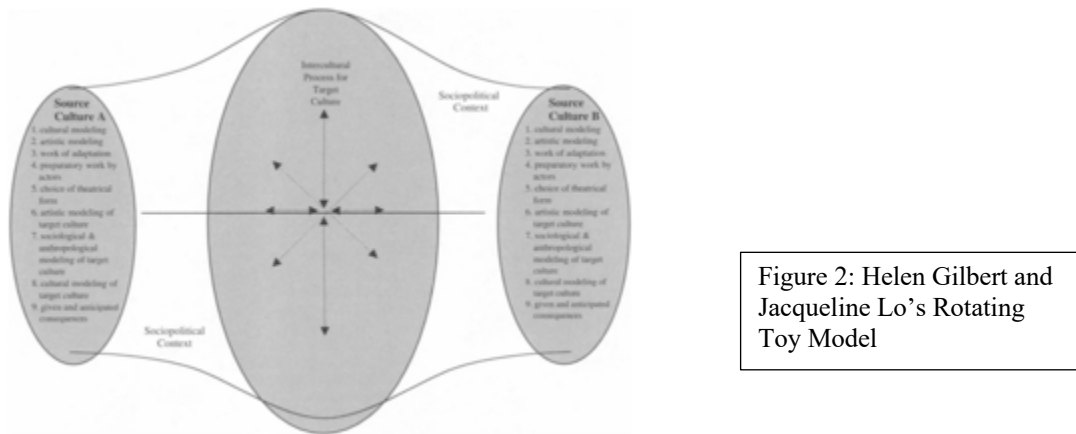 Intercultural
Process for
Target
Culture
Sociopolitical
Context
Source
Culture A
1. cultural modeling
2. artistic modeling
3. work of adaptation
4. preparatory work by
actors
5. choice of theatrical
form
6. artistic modeling of
target culture
7. sociological &
anthropological
modeling of target
culture
8. cultural modeling of
target culture
9. given and anticipated
consequences
Source
Culture B
1. cultural modeling
2. artistic modeling
3. work of adaptation
4. preparatory work by
actors
5. choice of theatrical
form
6. artistic modeling of
target culture
7. sociological &
anthropological
modeling of target
culture
8. cultural modeling of
target culture
9. given and anticipated
consequences
Sociopolitical
Context
Figure 2: Helen Gilbert and
Jacqueline Lo’s Rotating
Toy Model